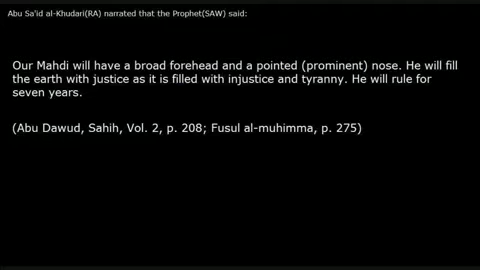 Abu Sa'id al-Khudari(RA) narrated that the Prophet(SAW) said:
Our Mahdi will have a broad forehead and a pointed (prominent) nose. He will fill
the earth with justice as it is filled with injustice and tyranny. He will rule for
seven years.
(Abu Dawud, Sahih, Vol. 2, p. 208; Fusul al-muhimma, p. 275)